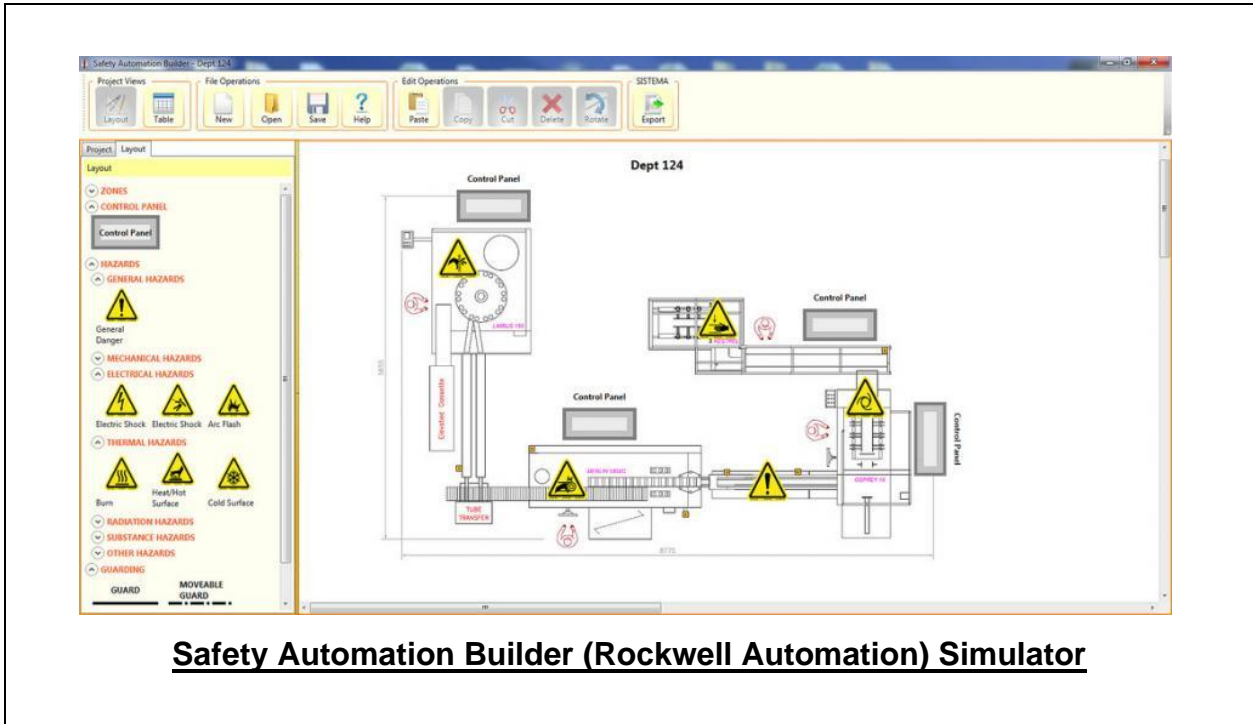 Safety Automation Builder - Dept 124
Project Views
File Operations
Edit Operations
SISTEMA
Layout
Table
New
Open
Save
Help
Paste
Copy
Cut
Delete
Rotate
Export
Project
Layout
Layout
ZONES
CONTROL PANEL
Control Panel
HAZARDS
GENERAL HAZARDS
General
Danger
MECHANICAL HAZARDS
ELECTRICAL HAZARDS
Electric Shock
Electric Shock
Arc Flash
THERMAL HAZARDS
Burn
Heat/Hot
Surface
Cold Surface
RADIATION HAZARDS
SUBSTANCE HAZARDS
OTHER HAZARDS
GUARDING
GUARD
MOVEABLE
GUARD
Dept 124
Control Panel
Control Panel
Control Panel
Control Panel
Elevated Cassette
TUBE
TRANSFER
8775
Safety Automation Builder (Rockwell Automation) Simulator